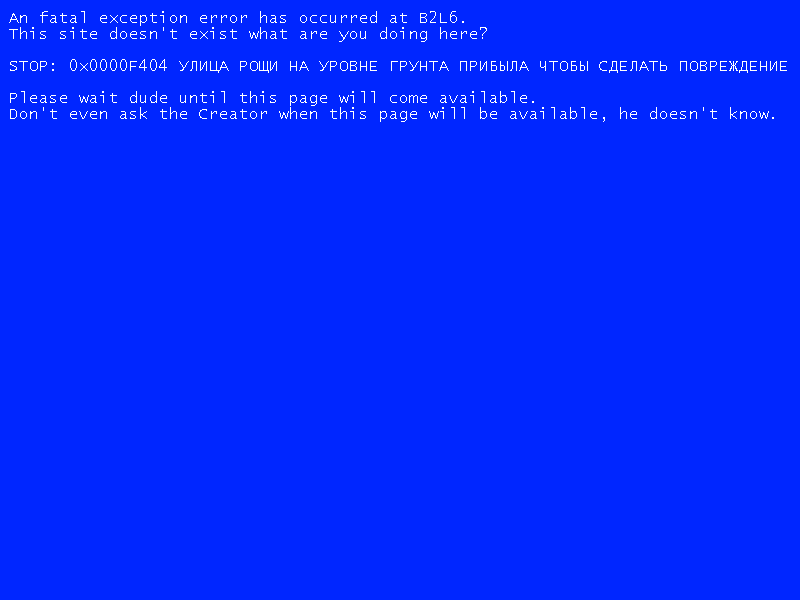 An fatal exception error has occurred at B2L6.
This site doesn't exist what are you doing here?
STOP: 0x0000F404 УЛИЦА РОЩИ НА УРОВНЕ ГРУНТА ПРИБЫЛА ЧТОБЫ СДЕЛАТЬ ПОВРЕЖДЕНИЕ
Please wait dude until this page will come available.
Don't even ask the Creator when this page will be available, he doesn't know.